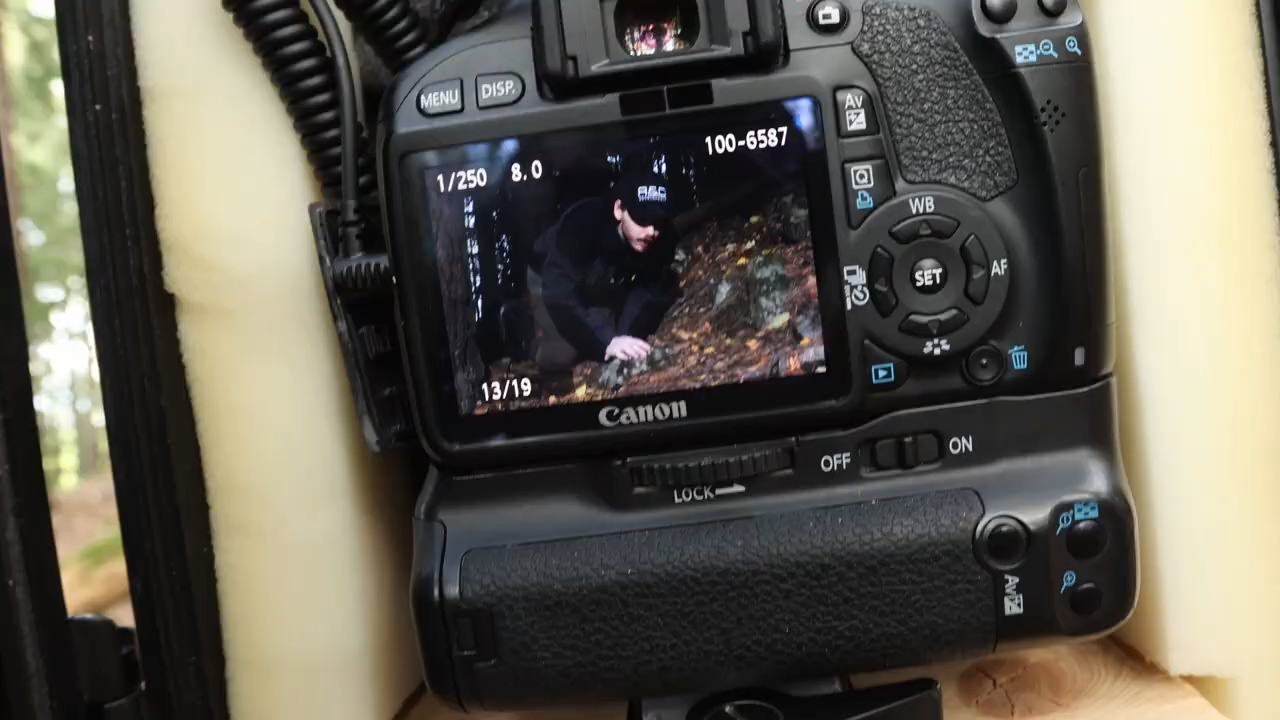 MENU
DISP.
1/250 8.0
100-6587
13/19
Canon
Av
Q
WB
SET
AF
OFF
ON
LOCK
Av